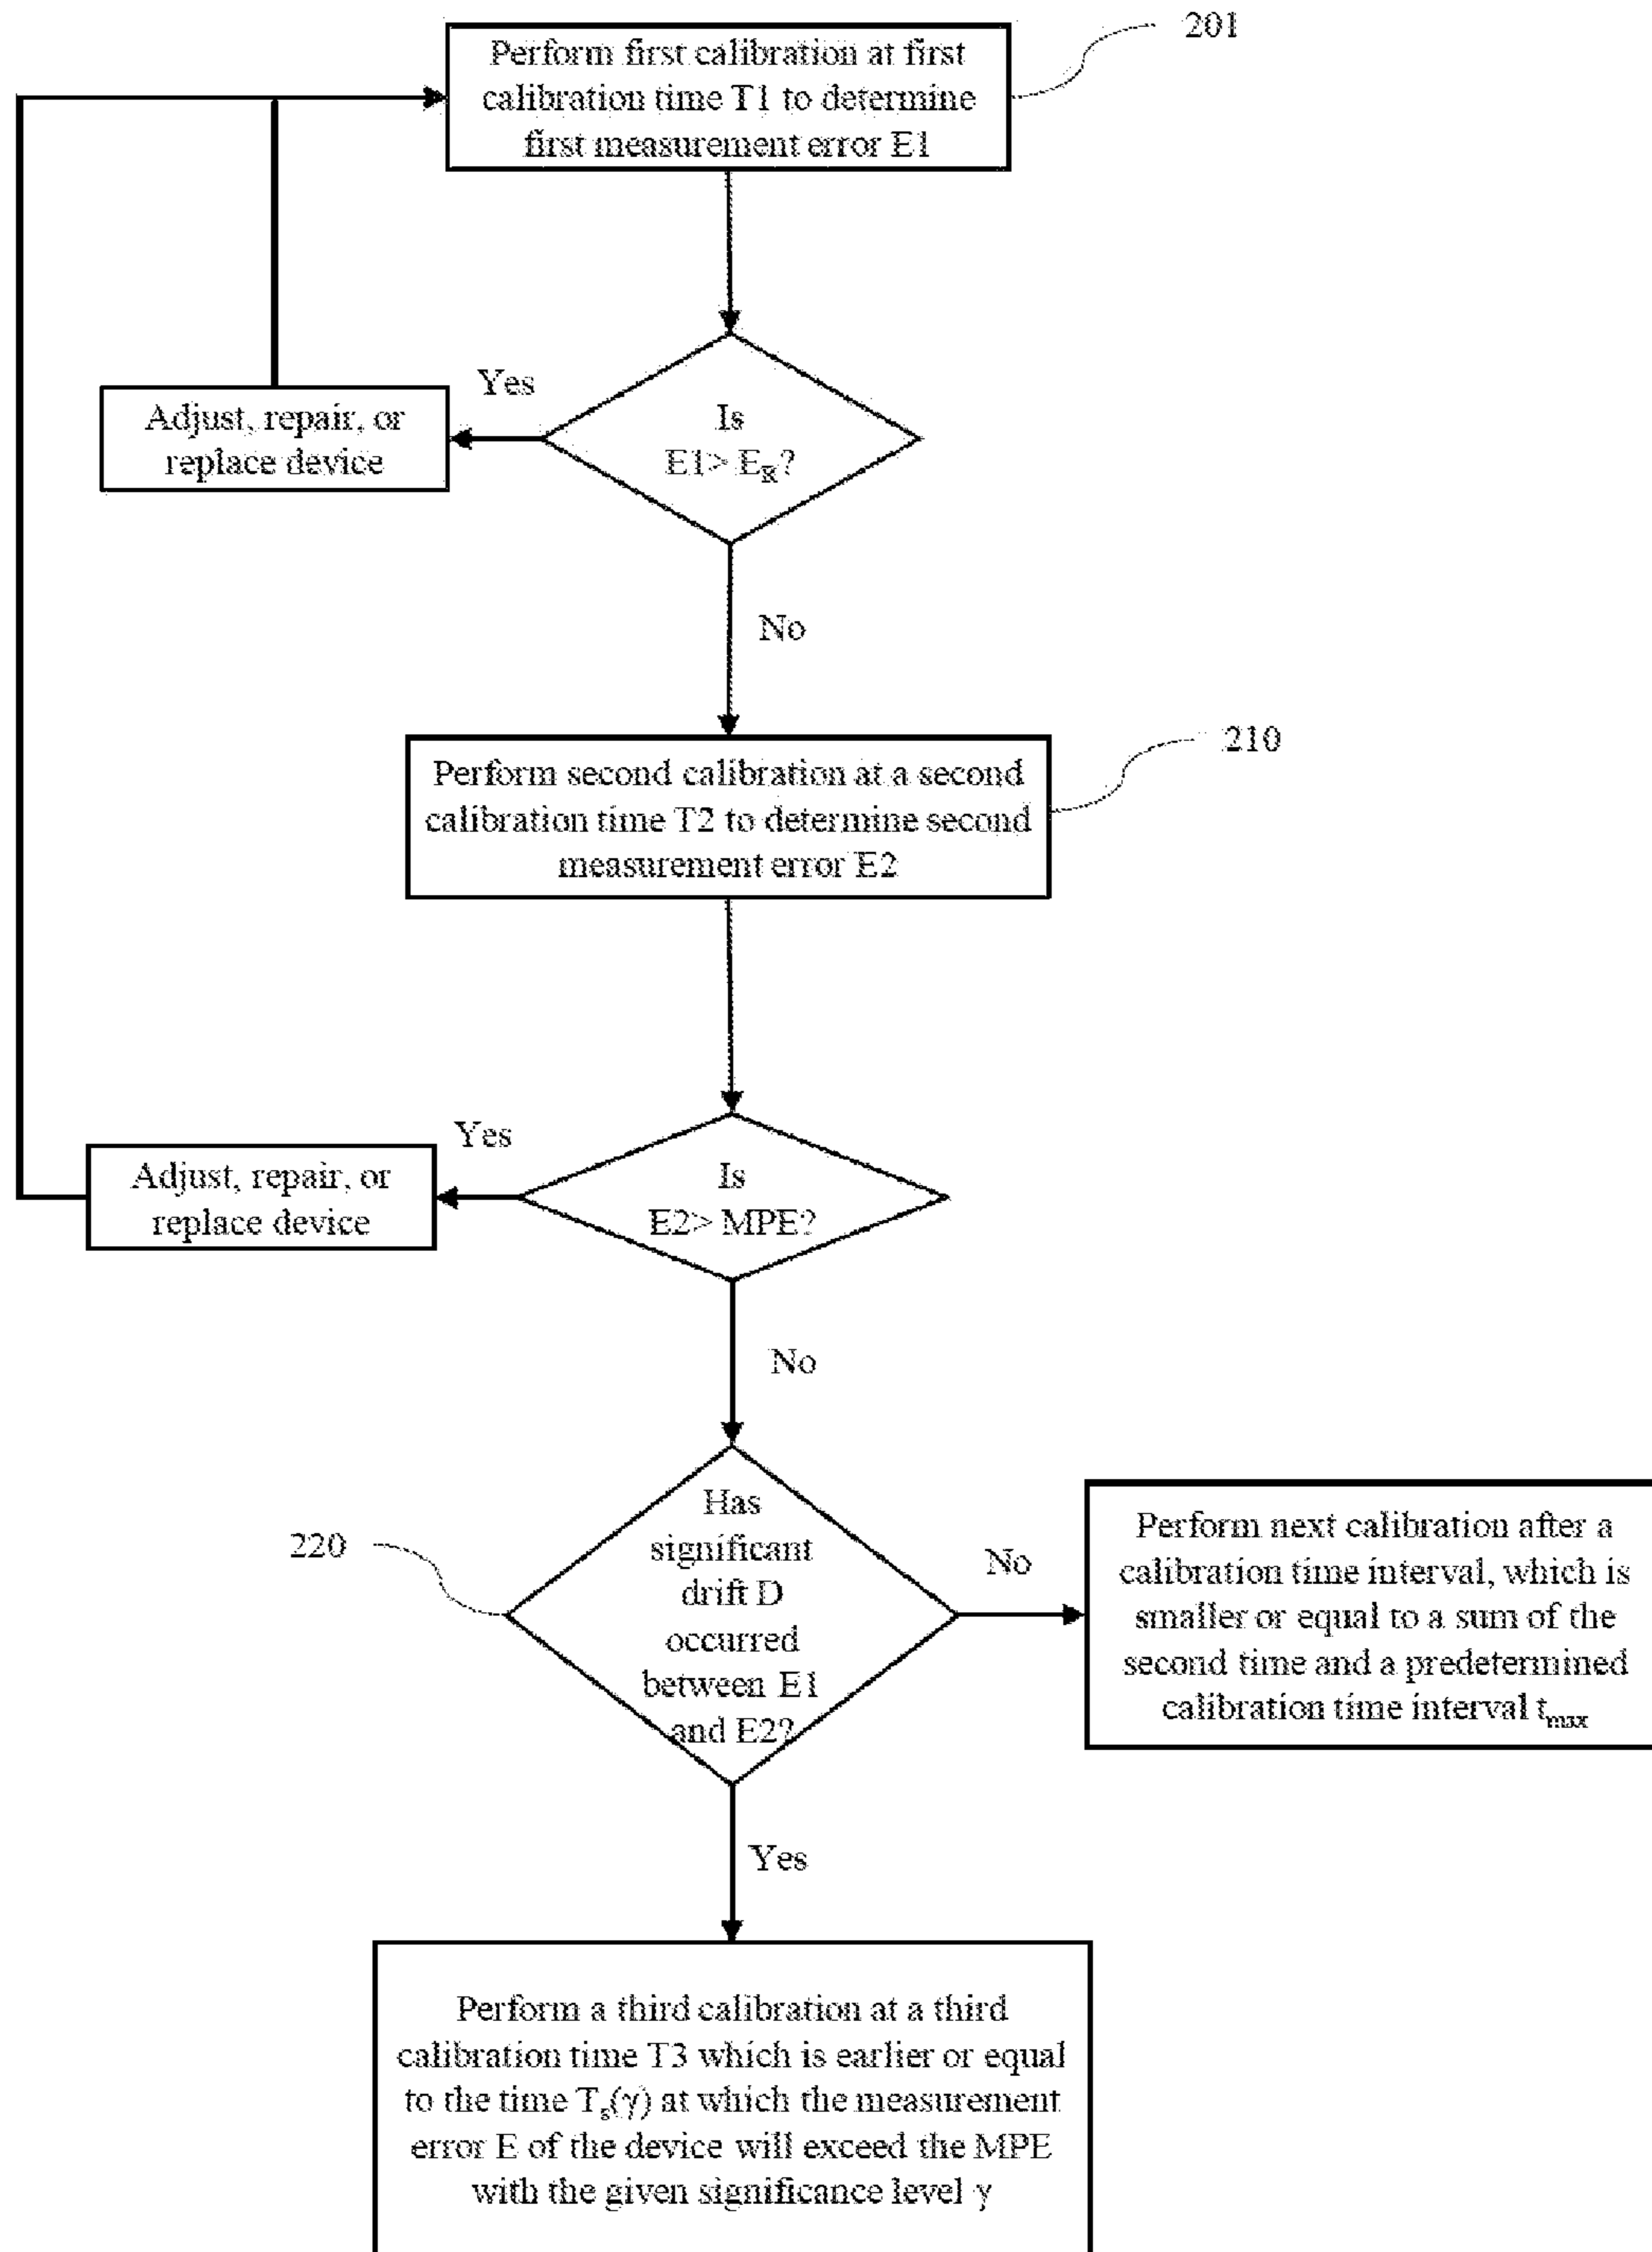 201
Perform first calibration at first
calibration time T1 to determine
first measurement error E1
Yes
Adjust, repair, or
replace device
Is
E1> E_R?
No
210
Perform second calibration at a second
calibration time T2 to determine second
measurement error E2
Yes
Adjust, repair, or
replace device
Is
E2> MPE?
No
220
Has
significant
drift D
occurred
between E1
and E2?
No
Perform next calibration after a
calibration time interval, which is
smaller or equal to a sum of the
second time and a predetermined
calibration time interval t_max
Yes
Perform a third calibration at a third
calibration time T3 which is earlier or equal
to the time T_s(γ) at which the measurement
error E of the device will exceed the MPE
with the given significance level γ